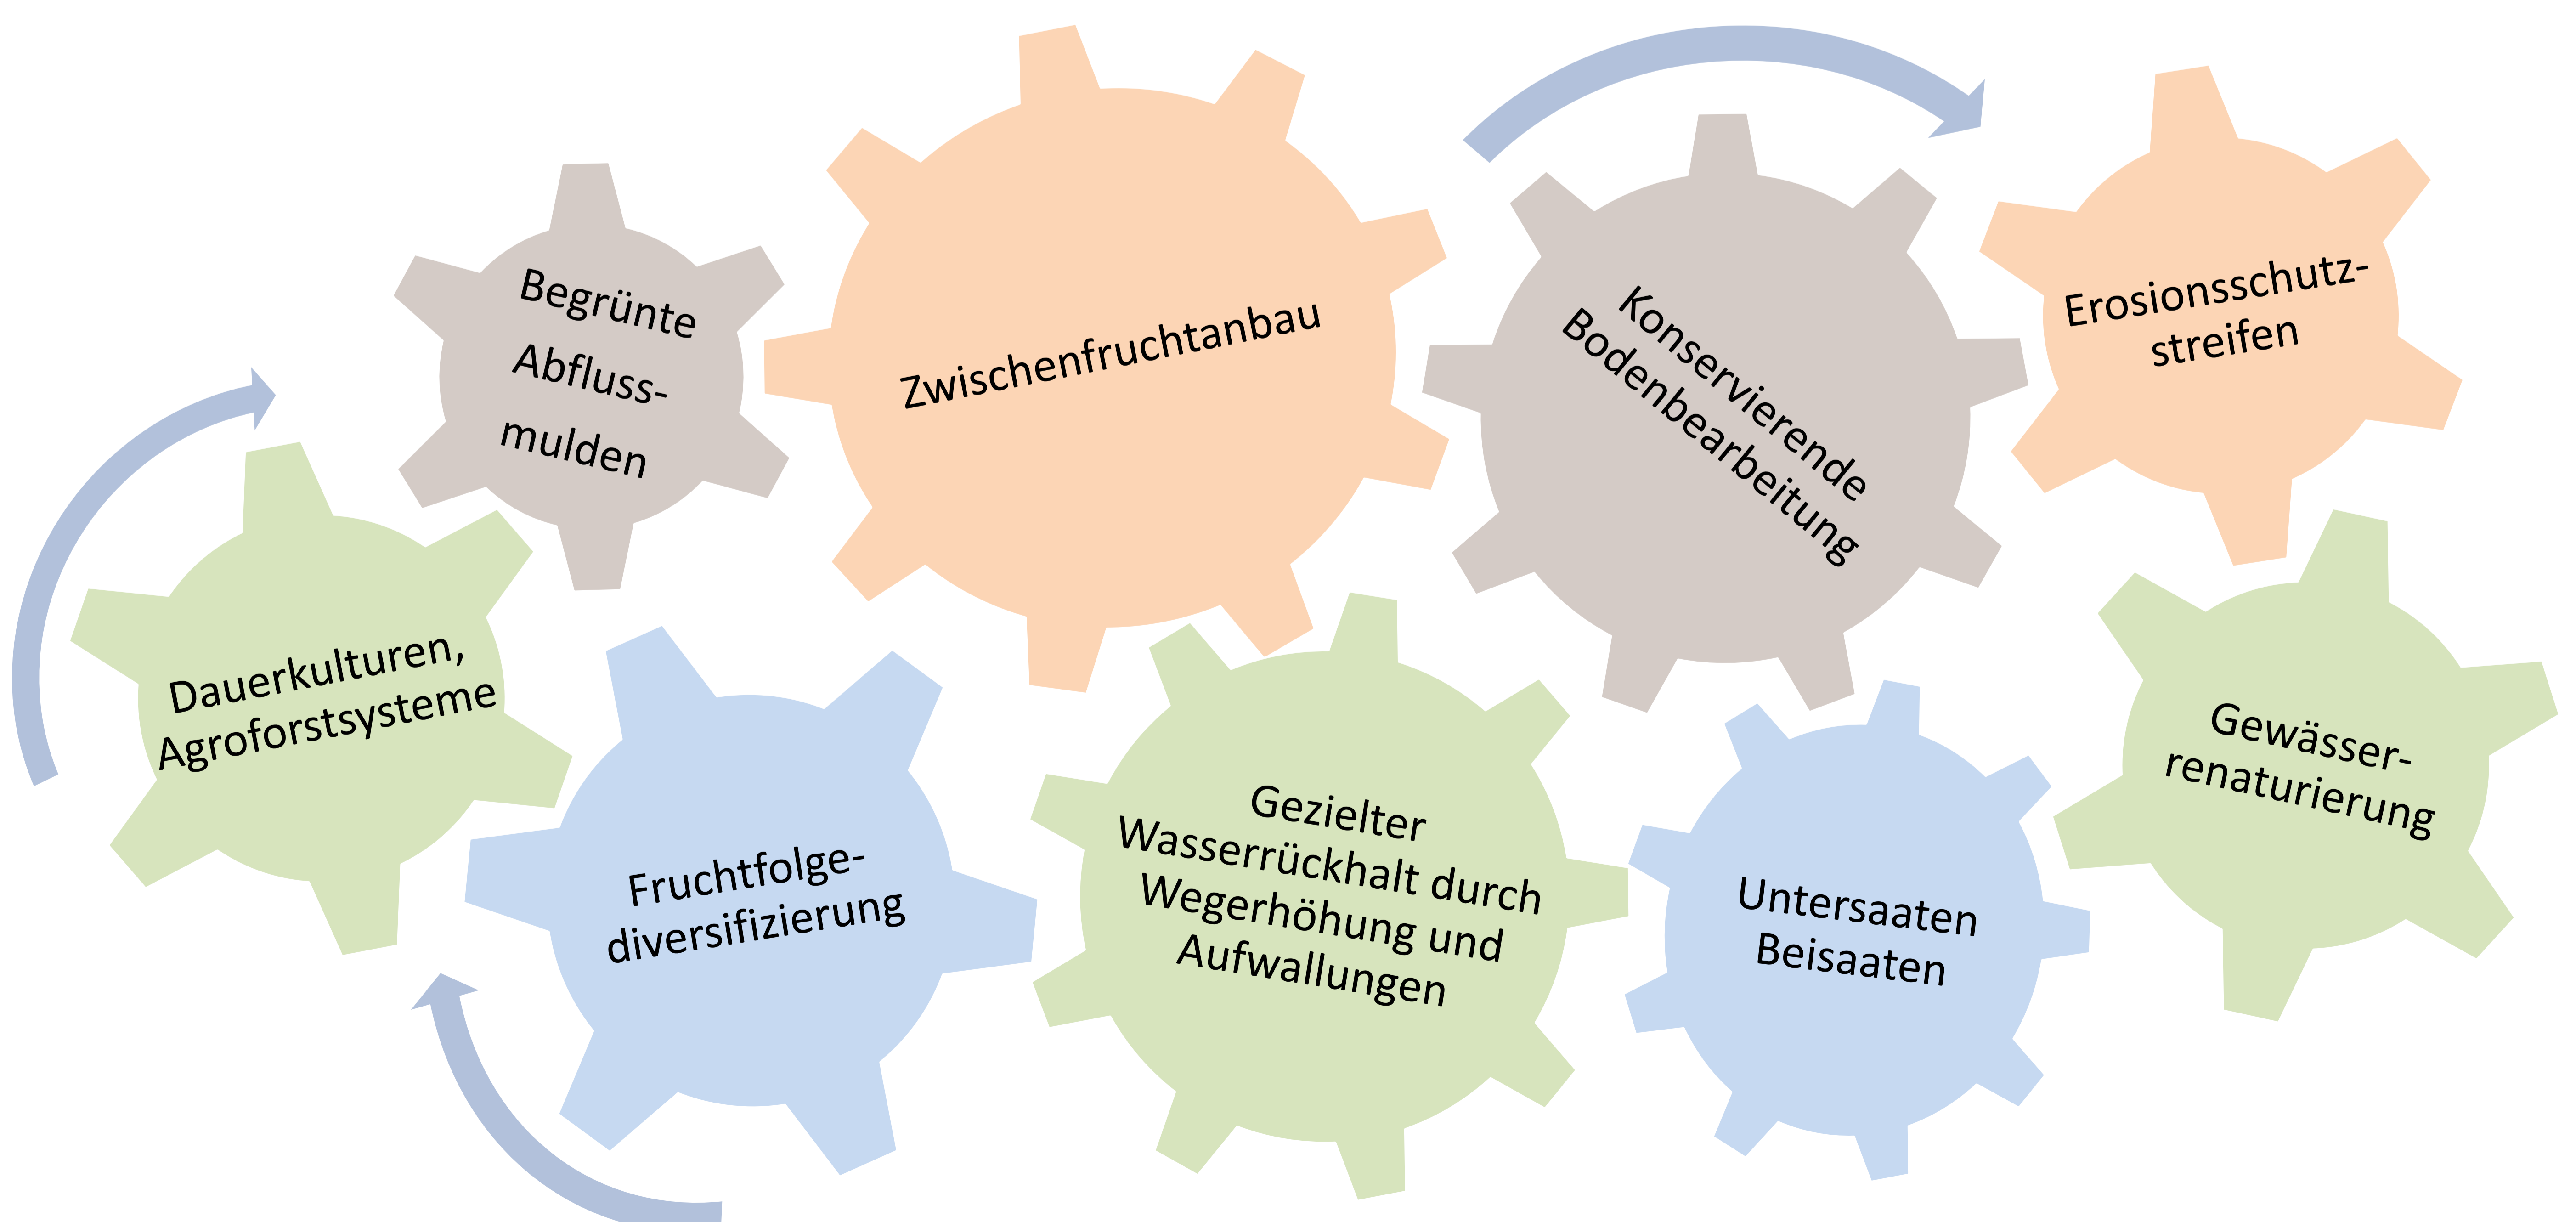 Begrünte
Abfluss-
mulden
Zwischenfruchtanbau
Konservierende
Bodenbearbeitung
Erosionsschutz-
streifen
Dauerkulturen,
Agroforstsysteme
Fruchtfolge-
diversifizierung
Gezielter
Wasserrückhalt durch
Wegerhöhung und
Aufwallungen
Untersaaten
Beisaaten
Gewässer-
renaturierung